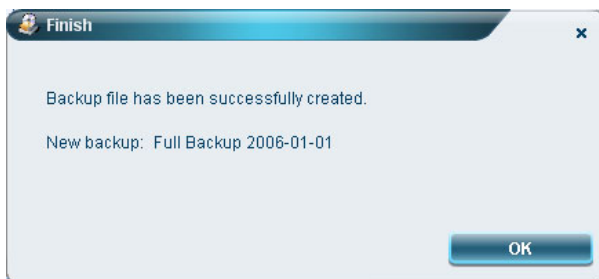 Finish
Backup file has been successfully created.
New backup: Full Backup 2006-01-01
OK